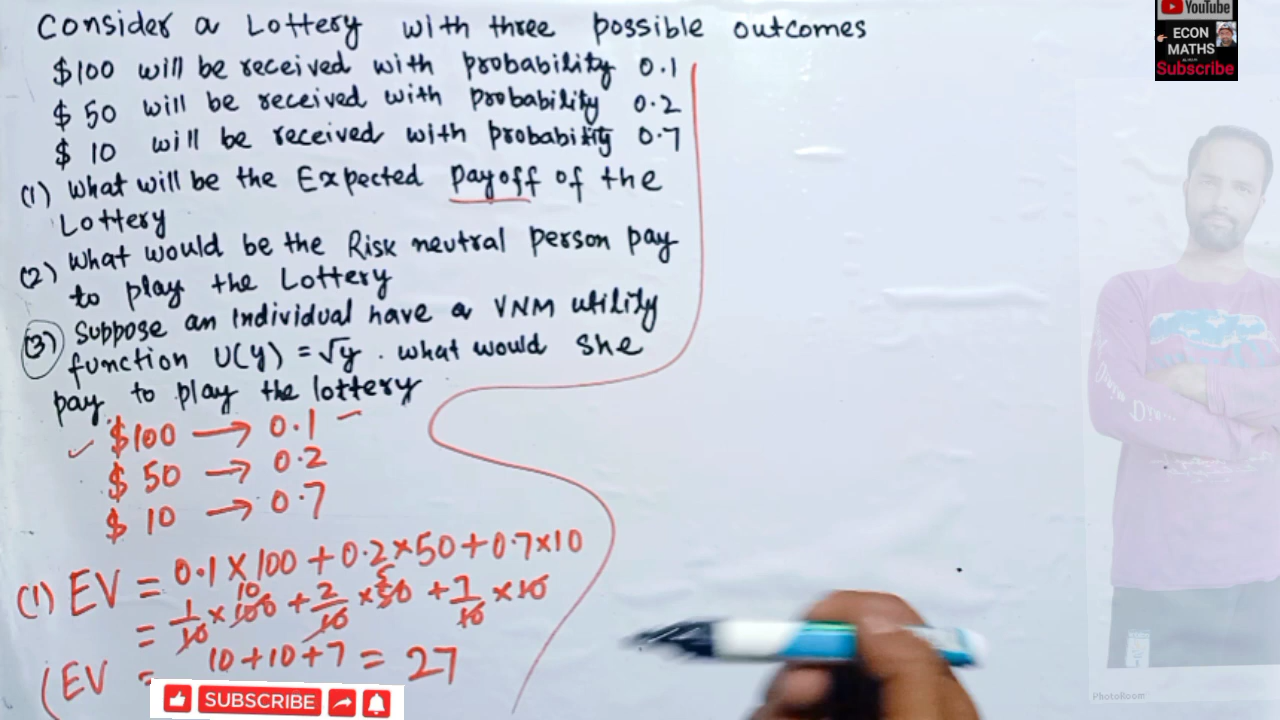 Consider a Lottery with three possible outcomes
$100 will be received with probability 0.1
$ 50 will be received with probability 0.2
$ 10 will be received with probability 0.7
(1) What will be the Expected payoff of the
Lottery
(2) What would be the Risk neutral person pay
to play the Lottery
(3) Suppose an individual have a VNM utility
function U(y) = √y . what would she
pay to play the lottery
$100 → 0.1
$ 50 → 0.2
$ 10 → 0.7
(1) EV = 0.1×100 + 0.2×50 + 0.7×10
= 1/10 × 100 10 + 2/10 × 50 5 + 7/10 × 10
EV = 10+10+7 = 27
YouTube
ECON
MATHS
Subscribe
SUBSCRIBE
PhotoRoom